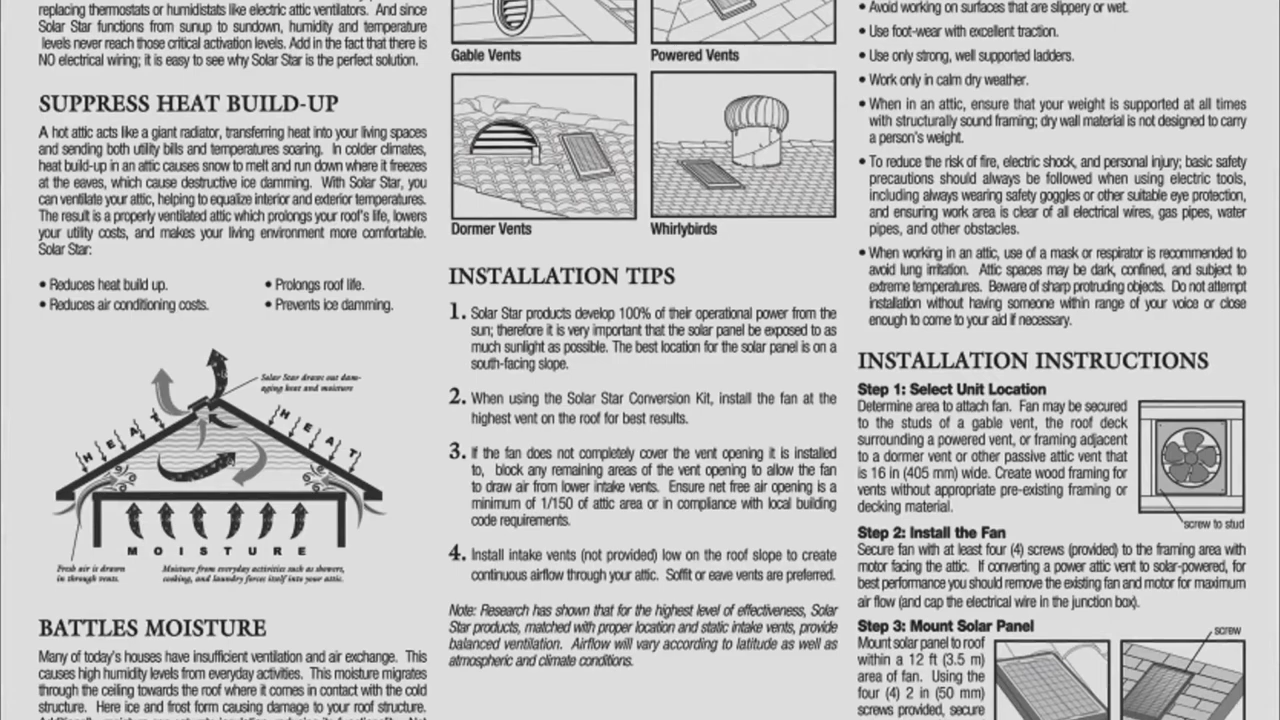 replacing thermostats or humidistats like electric attic ventilators. And since
Solar Star functions from sunup to sundown, humidity and temperature
levels never reach those critical activation levels. Add in the fact that there is
NO electrical wiring; it is easy to see why Solar Star is the perfect solution.
SUPPRESS HEAT BUILD-UP
A hot attic acts like a giant radiator, transferring heat into your living spaces
and sending both utility bills and temperatures soaring. In colder climates,
heat build-up in an attic causes snow to melt and run down where it freezes
at the eaves, which cause destructive ice damming. With Solar Star, you
can ventilate your attic, helping to equalize interior and exterior temperatures.
The result is a properly ventilated attic which prolongs your roof's life, lowers
your utility costs, and makes your living environment more comfortable.
Solar Star:
• Reduces heat build up.
• Reduces air conditioning costs.
• Prolongs roof life.
• Prevents ice damming.
Solar Star draws out dam-
aging heat and moisture
HEAT
HEAT
MOISTURE
Fresh air is drawn
in through vents.
Moisture from everyday activities such as showers,
cooking, and laundry forces itself into your attic.
BATTLES MOISTURE
Many of today's houses have insufficient ventilation and air exchange. This
causes high humidity levels from everyday activities. This moisture migrates
through the ceiling towards the roof where it comes in contact with the cold
structure. Here ice and frost form causing damage to your roof structure.
Gable Vents
Powered Vents
Dormer Vents
Whirlybirds
INSTALLATION TIPS
1. Solar Star products develop 100% of their operational power from the
sun; therefore it is very important that the solar panel be exposed to as
much sunlight as possible. The best location for the solar panel is on a
south-facing slope.
2. When using the Solar Star Conversion Kit, install the fan at the
highest vent on the roof for best results.
3. If the fan does not completely cover the vent opening it is installed
to, block any remaining areas of the vent opening to allow the fan
to draw air from lower intake vents. Ensure net free air opening is a
minimum of 1/150 of attic area or in compliance with local building
code requirements.
4. Install intake vents (not provided) low on the roof slope to create
continuous airflow through your attic. Soffit or eave vents are preferred.
Note: Research has shown that for the highest level of effectiveness, Solar
Star products, matched with proper location and static intake vents, provide
balanced ventilation. Airflow will vary according to latitude as well as
atmospheric and climate conditions.
• Avoid working on surfaces that are slippery or wet.
• Use foot-wear with excellent traction.
• Use only strong, well supported ladders.
• Work only in calm dry weather.
• When in an attic, ensure that your weight is supported at all times
with structurally sound framing; dry wall material is not designed to carry
a person's weight.
• To reduce the risk of fire, electric shock, and personal injury; basic safety
precautions should always be followed when using electric tools,
including always wearing safety goggles or other suitable eye protection,
and ensuring work area is clear of all electrical wires, gas pipes, water
pipes, and other obstacles.
• When working in an attic, use of a mask or respirator is recommended to
avoid lung irritation. Attic spaces may be dark, confined, and subject to
extreme temperatures. Beware of sharp protruding objects. Do not attempt
installation without having someone within range of your voice or close
enough to come to your aid if necessary.
INSTALLATION INSTRUCTIONS
Step 1: Select Unit Location
Determine area to attach fan. Fan may be secured
to the studs of a gable vent, the roof deck
surrounding a powered vent, or framing adjacent
to a dormer vent or other passive attic vent that
is 16 in (405 mm) wide. Create wood framing for
vents without appropriate pre-existing framing or
decking material.
screw to stud
Step 2: Install the Fan
Secure fan with at least four (4) screws (provided) to the framing area with
motor facing the attic. If converting a power attic vent to solar-powered, for
best performance you should remove the existing fan and motor for maximum
air flow (and cap the electrical wire in the junction box).
Step 3: Mount Solar Panel
Mount solar panel to roof
within a 12 ft (3.5 m)
area of fan. Using the
four (4) 2 in (50 mm)
screws provided, secure
screw